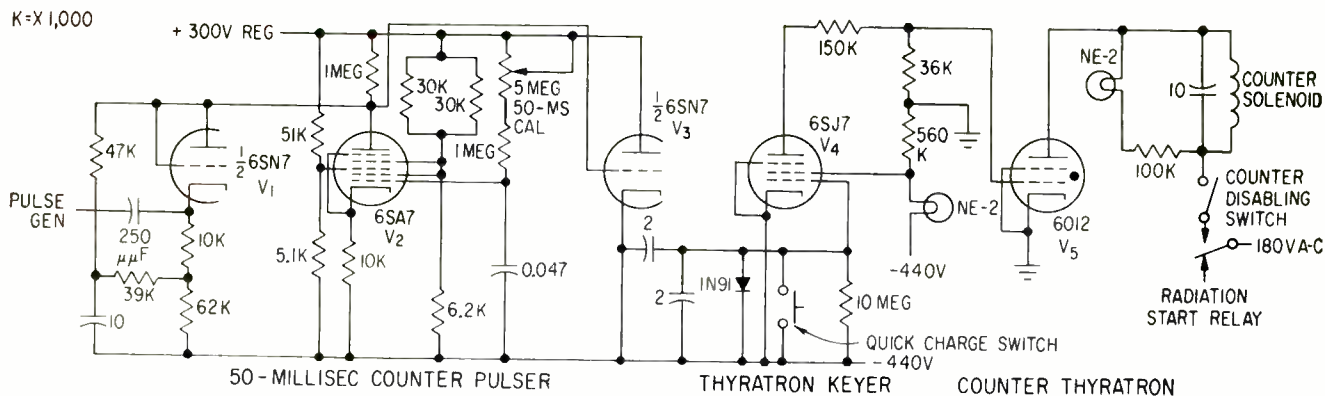 K=X 1,000
+ 300V REG
1MEG
30K
30K
5 MEG
50-MS
CAL
1MEG
51K
47K
½ 6SN7
V1
PULSE
GEN
250
μμF
10K
39K
62K
10
6SA7
V2
5.1K
10K
6.2K
0.047
½ 6SN7
V3
2
2
1N91
150K
36K
560
K
6SJ7
V4
NE-2
-440V
10 MEG
QUICK CHARGE SWITCH
-440V
6012
V5
NE-2
100K
10
COUNTER
SOLENOID
COUNTER
DISABLING
SWITCH
180V A-C
RADIATION
START RELAY
50-MILLISEC COUNTER PULSER
THYRATRON KEYER
COUNTER THYRATRON